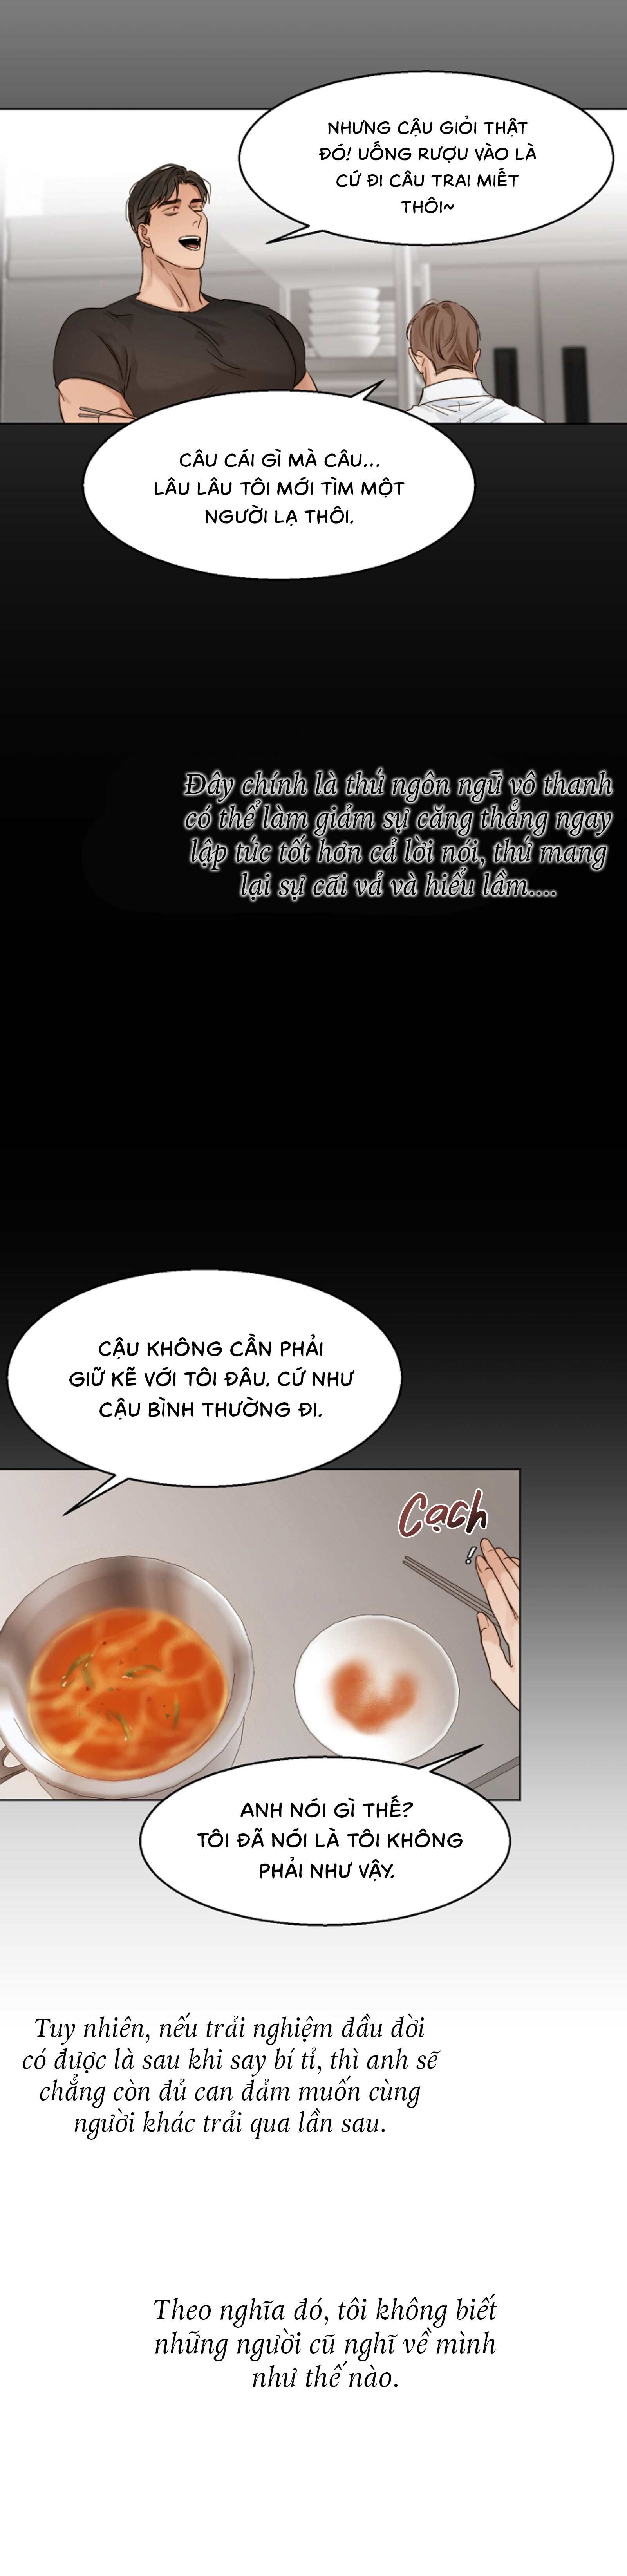 NHƯNG CẬU GIỎI THẬT
ĐÓ! UỐNG RƯỢU VÀO LÀ
CỨ ĐI CÂU TRAI MIẾT
THÔI~
CÂU CÁI GÌ MÀ CÂU...
LÂU LÂU TÔI MỚI TÌM MỘT
NGƯỜI LẠ THÔI.
Đây chính là thứ ngôn ngữ vô thanh
có thể làm giảm sự căng thẳng ngay
lập túc tốt hơn cả lời nói, thứ mang
lại sự cãi vả và hiểu lầm....
CẬU KHÔNG CẦN PHẢI
GIỮ KẼ VỚI TÔI ĐÂU. CỨ NHƯ
CẬU BÌNH THƯỜNG ĐI.
Cạch
ANH NÓI GÌ THẾ?
TÔI ĐÃ NÓI LÀ TÔI KHÔNG
PHẢI NHƯ VẬY.
Tuy nhiên, nếu trải nghiệm đầu đời
có được là sau khi say bí tỉ, thì anh sẽ
chẳng còn đủ can đảm muốn cùng
người khác trải qua lần sau.
Theo nghĩa đó, tôi không biết
những người cũ nghĩ về mình
như thế nào.